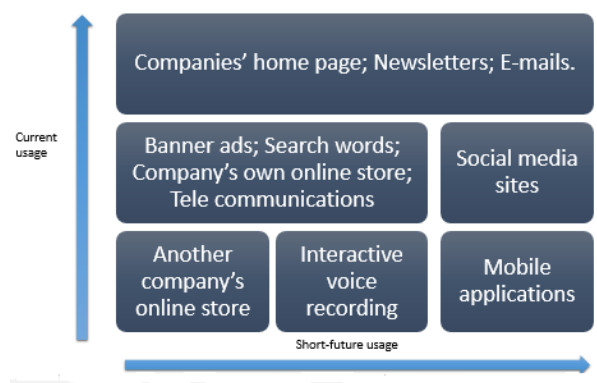 Companies’ home page; Newsletters; E-mails.
Current
usage
Banner ads; Search words;
Company’s own online store;
Tele communications
Social media
sites
Another
company’s
online store
Interactive
voice
recording
Mobile
applications
Short-future usage